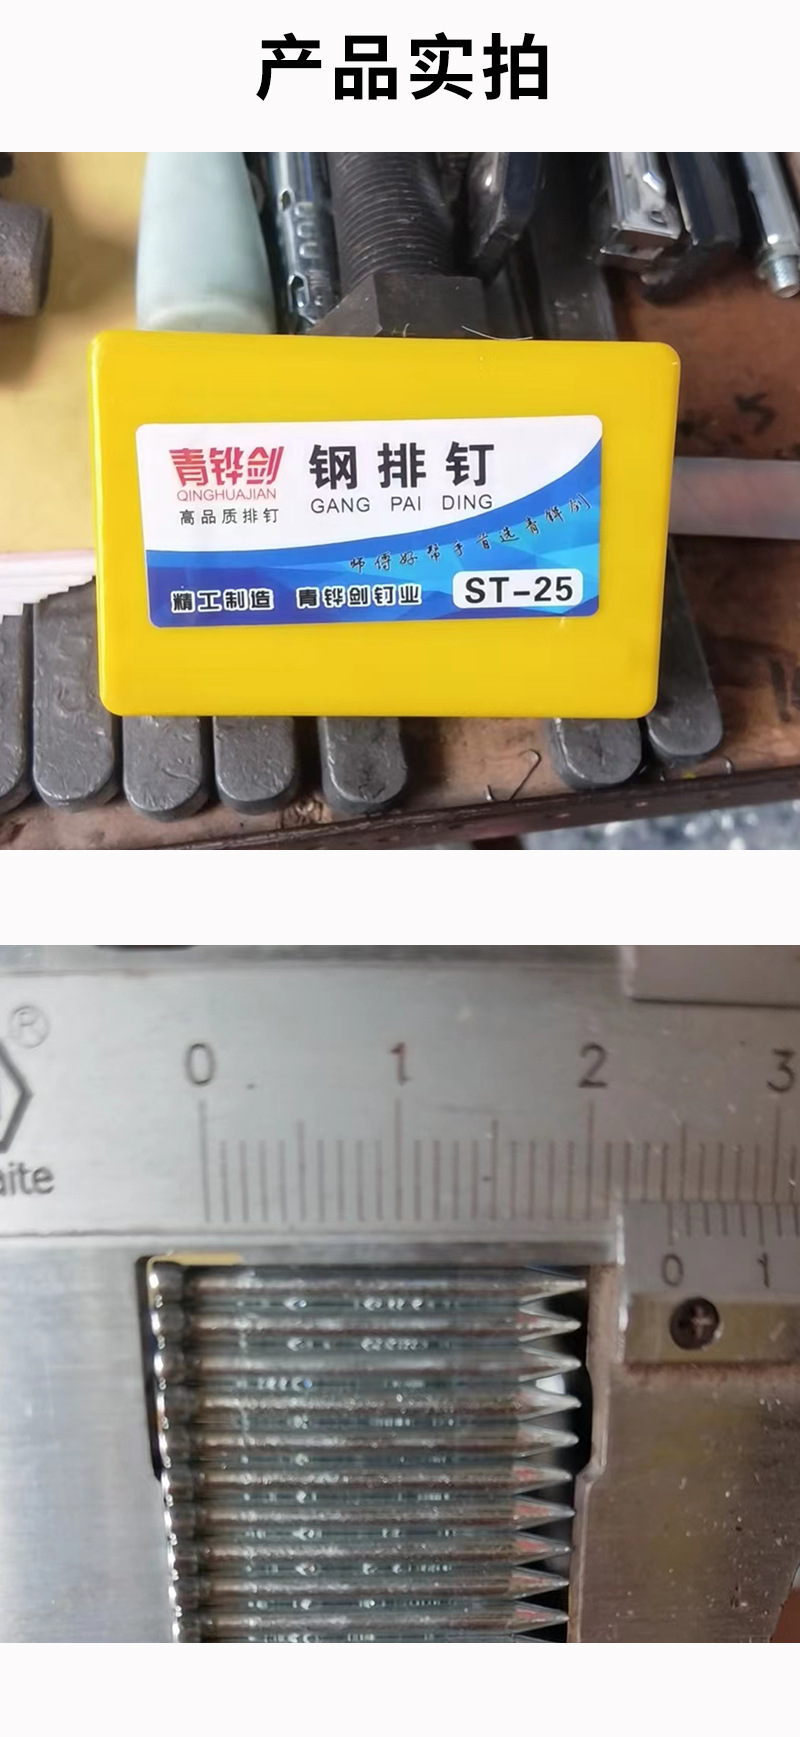 产品实拍
青铧剑
QINGHUAJIAN
高品质排钉
钢排钉
GANG PAI DING
师傅好帮手首选青铧剑
精工制造 青铧剑钉业 ST-25
®
aite
0 1 2 3
0 1